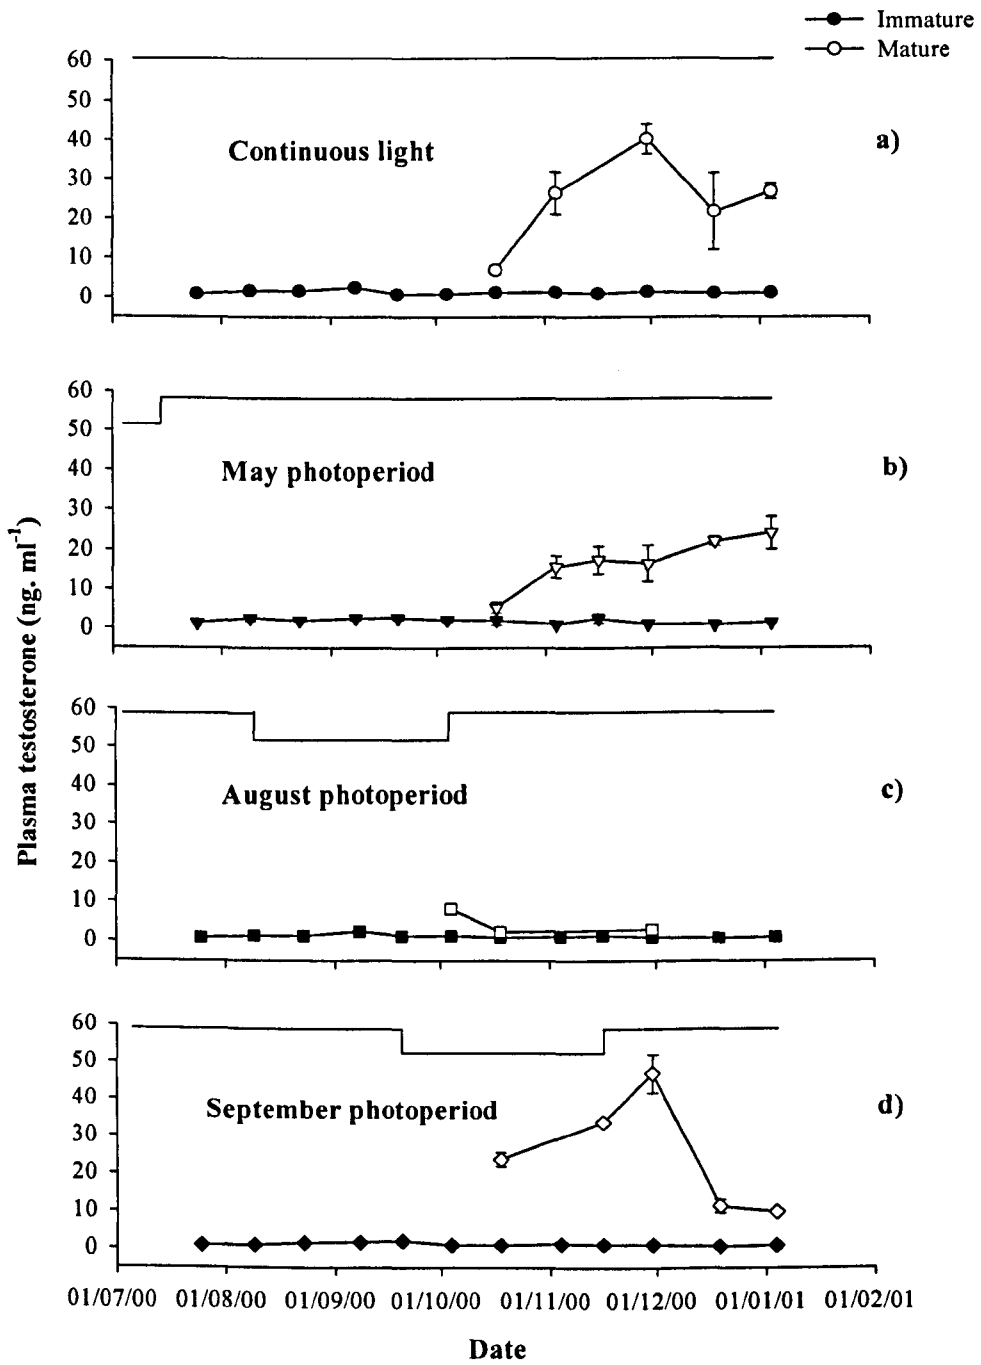 Immature
Mature
60
50
40
30
20
10
0
Continuous light
a)
60
50
40
30
20
10
0
May photoperiod
b)
Plasma testosterone (ng. ml⁻¹)
60
50
40
30
20
10
0
August photoperiod
c)
60
50
40
30
20
10
0
September photoperiod
d)
01/07/00 01/08/00 01/09/00 01/10/00 01/11/00 01/12/00 01/01/01 01/02/01
Date